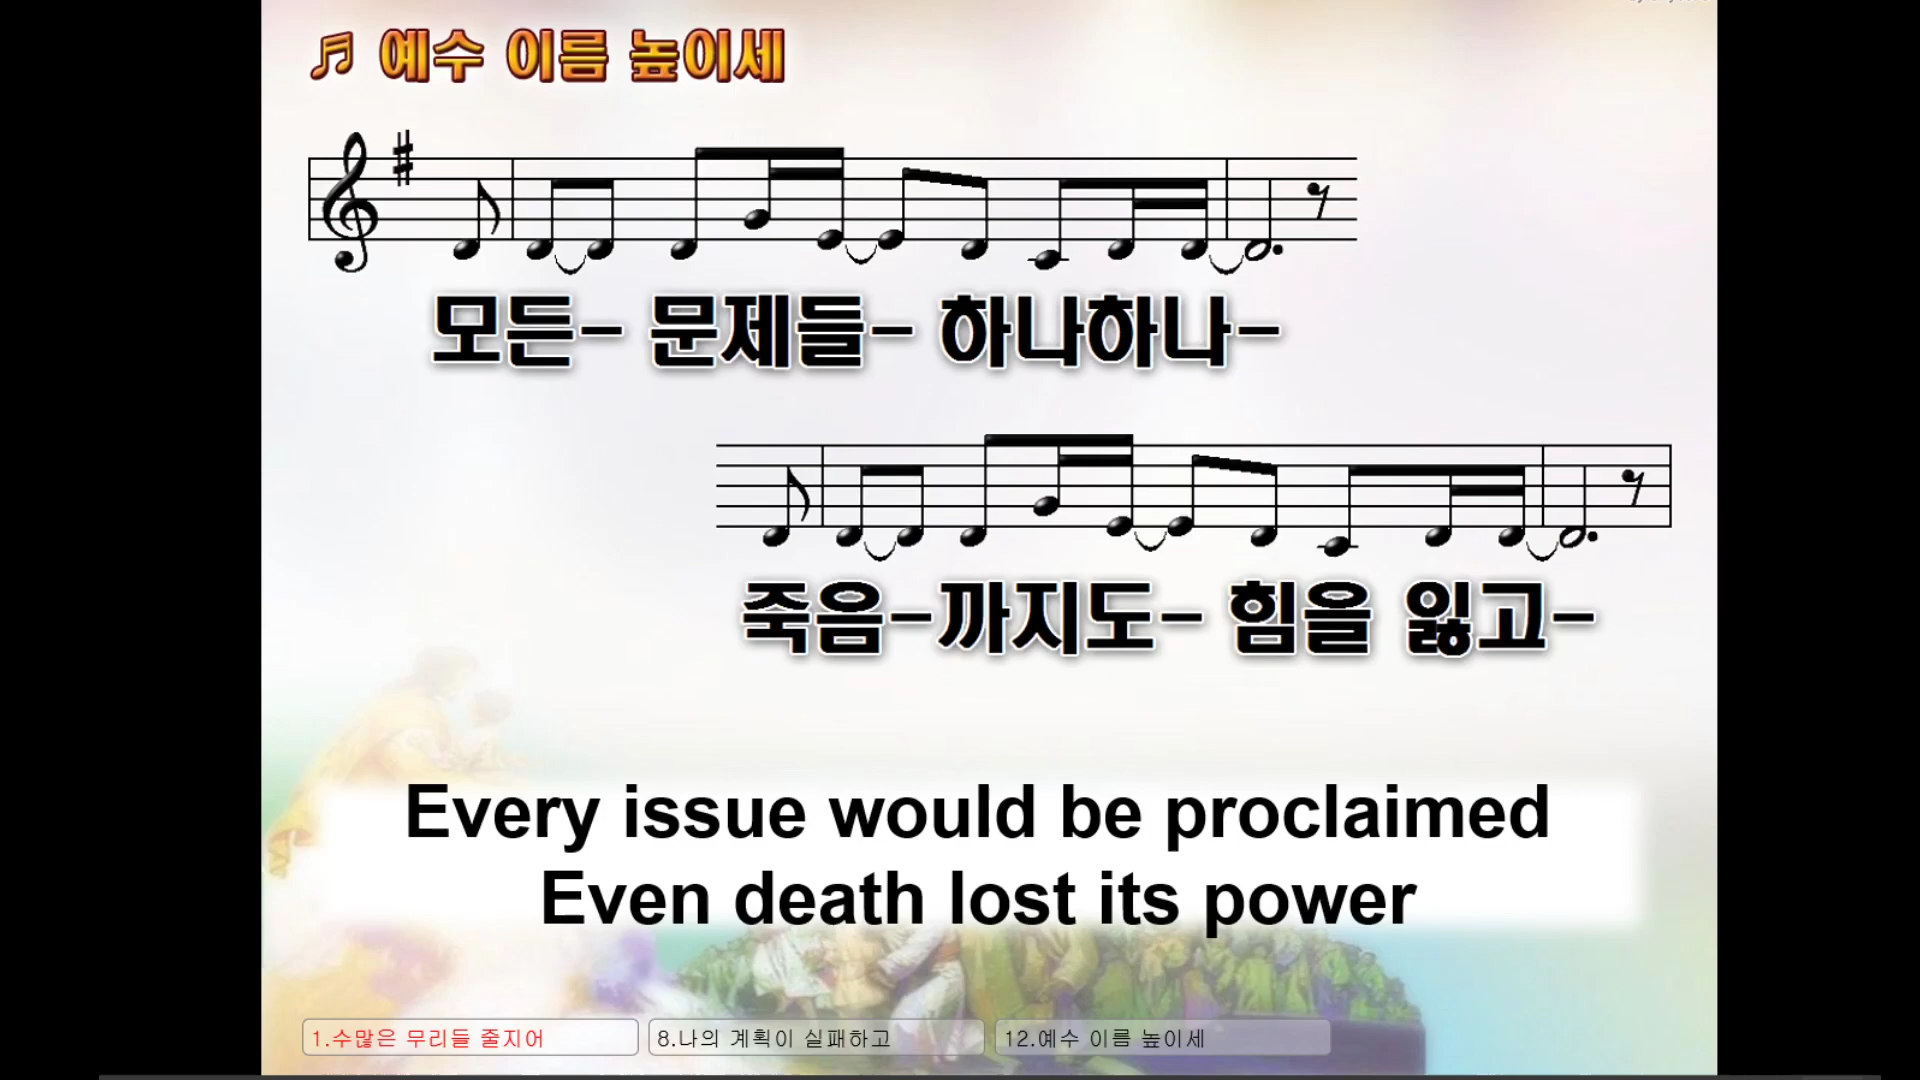 예수 이름 높이세
모든- 문제들- 하나하나-
죽음-까지도- 힘을 잃고-
Every issue would be proclaimed
Even death lost its power
1.수많은 무리들 줄지어
8.나의 계획이 실패하고
12.예수 이름 높이세